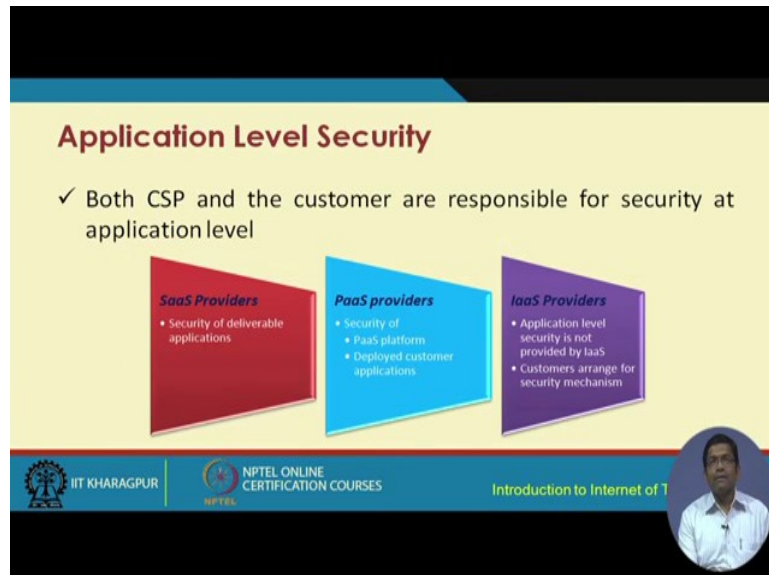 Application Level Security
✓ Both CSP and the customer are responsible for security at
application level
SaaS Providers
• Security of deliverable
applications
PaaS providers
• Security of
• PaaS platform
• Deployed customer
applications
IaaS Providers
• Application level
security is not
provided by IaaS
• Customers arrange for
security mechanism
IIT KHARAGPUR
NPTEL
NPTEL ONLINE
CERTIFICATION COURSES
Introduction to Internet of T